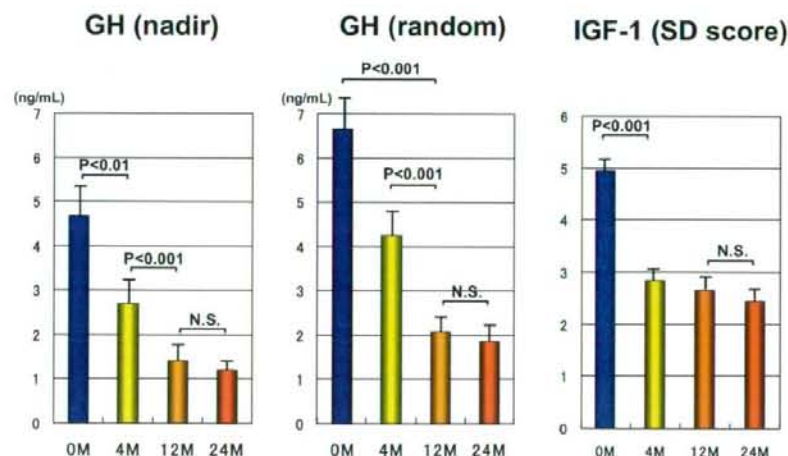 GH (nadir)
(ng/mL)
7
6
5
4
3
2
1
0
P<0.01
P<0.001
N.S.
0M 4M 12M 24M
GH (random)
(ng/mL)
7
6
5
4
3
2
1
0
P<0.001
P<0.001
N.S.
0M 4M 12M 24M
IGF-1 (SD score)
6
5
4
3
2
1
0
P<0.001
N.S.
0M 4M 12M 24M